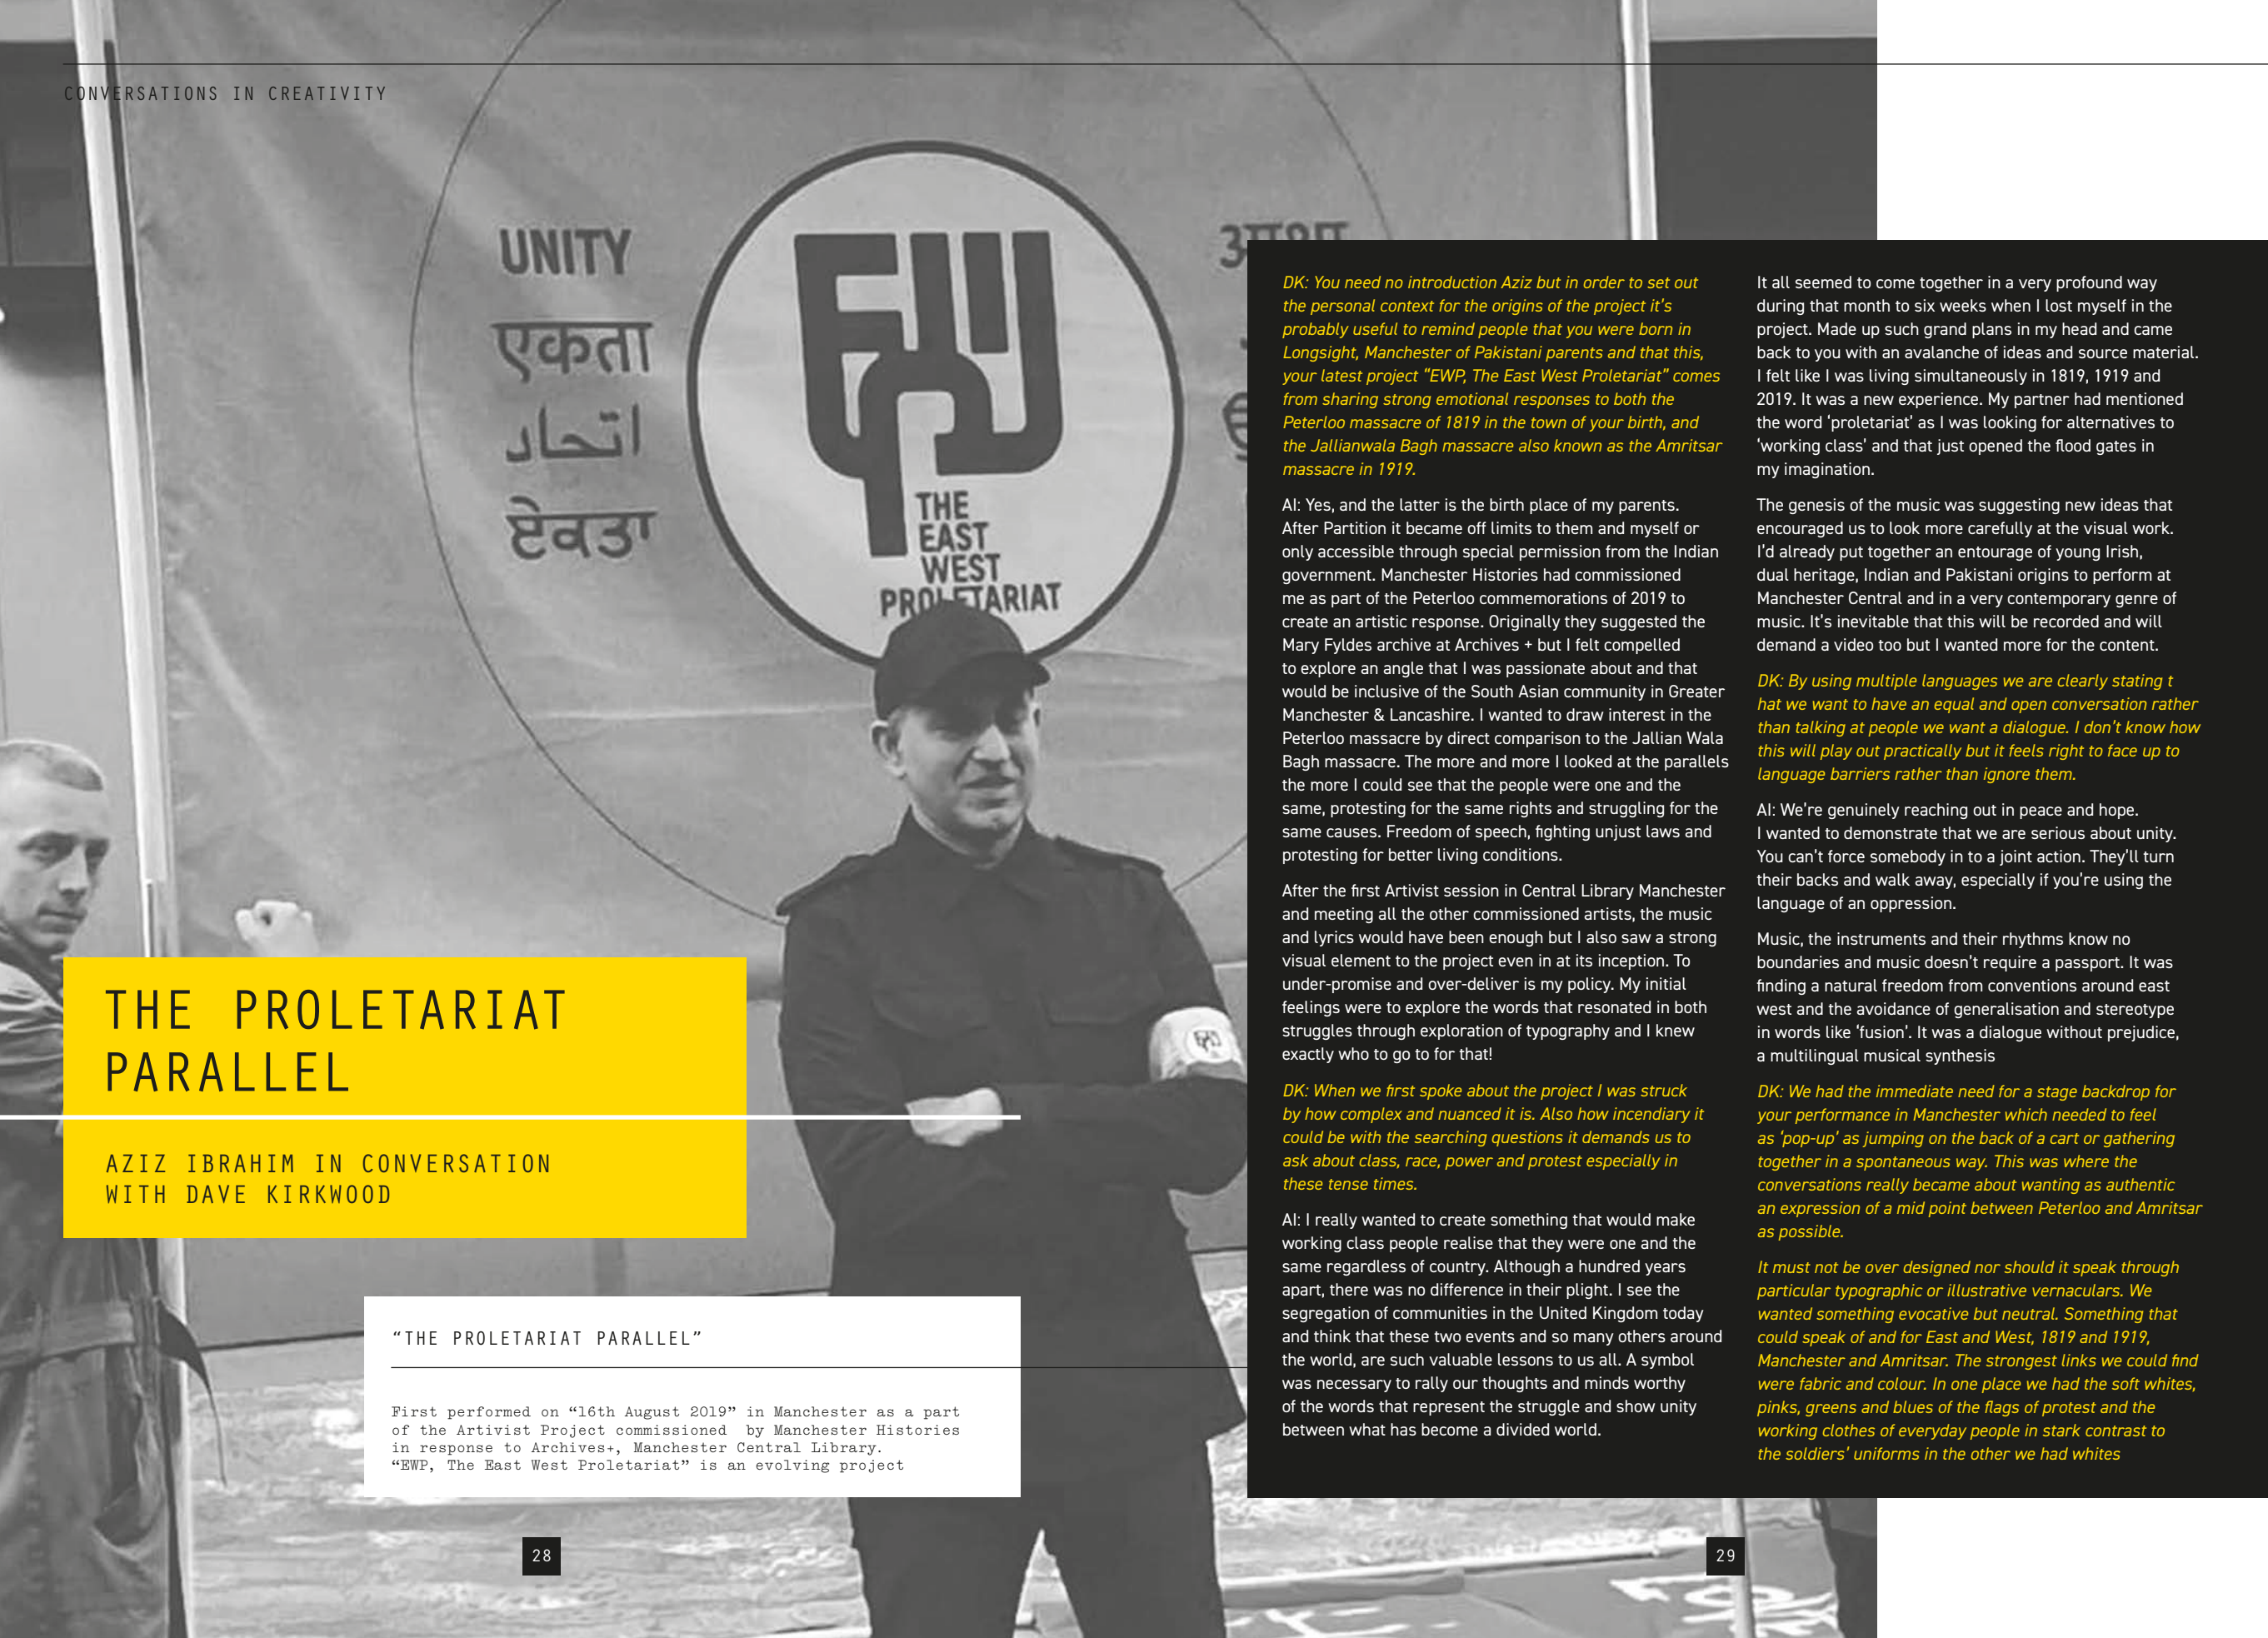 CONVERSATIONS IN CREATIVITY
UNITY
एकता
اتحاد
ਏਕਤਾ
THE
EAST
WEST
PROLETARIAT
THE PROLETARIAT
PARALLEL
AZIZ IBRAHIM IN CONVERSATION
WITH DAVE KIRKWOOD
“THE PROLETARIAT PARALLEL”
First performed on “16th August 2019” in Manchester as a part
of the Artivist Project commissioned  by Manchester Histories
in response to Archives+, Manchester Central Library.
“EWP, The East West Proletariat” is an evolving project
28
DK: You need no introduction Aziz but in order to set out
the personal context for the origins of the project it’s
probably useful to remind people that you were born in
Longsight, Manchester of Pakistani parents and that this,
your latest project “EWP, The East West Proletariat” comes
from sharing strong emotional responses to both the
Peterloo massacre of 1819 in the town of your birth, and
the Jallianwala Bagh massacre also known as the Amritsar
massacre in 1919.
AI: Yes, and the latter is the birth place of my parents.
After Partition it became off limits to them and myself or
only accessible through special permission from the Indian
government. Manchester Histories had commissioned
me as part of the Peterloo commemorations of 2019 to
create an artistic response. Originally they suggested the
Mary Fyldes archive at Archives + but I felt compelled
to explore an angle that I was passionate about and that
would be inclusive of the South Asian community in Greater
Manchester & Lancashire. I wanted to draw interest in the
Peterloo massacre by direct comparison to the Jallian Wala
Bagh massacre. The more and more I looked at the parallels
the more I could see that the people were one and the
same, protesting for the same rights and struggling for the
same causes. Freedom of speech, fighting unjust laws and
protesting for better living conditions.
After the first Artivist session in Central Library Manchester
and meeting all the other commissioned artists, the music
and lyrics would have been enough but I also saw a strong
visual element to the project even in at its inception. To
under-promise and over-deliver is my policy. My initial
feelings were to explore the words that resonated in both
struggles through exploration of typography and I knew
exactly who to go to for that!
DK: When we first spoke about the project I was struck
by how complex and nuanced it is. Also how incendiary it
could be with the searching questions it demands us to
ask about class, race, power and protest especially in
these tense times.
AI: I really wanted to create something that would make
working class people realise that they were one and the
same regardless of country. Although a hundred years
apart, there was no difference in their plight. I see the
segregation of communities in the United Kingdom today
and think that these two events and so many others around
the world, are such valuable lessons to us all. A symbol
was necessary to rally our thoughts and minds worthy
of the words that represent the struggle and show unity
between what has become a divided world.
It all seemed to come together in a very profound way
during that month to six weeks when I lost myself in the
project. Made up such grand plans in my head and came
back to you with an avalanche of ideas and source material.
I felt like I was living simultaneously in 1819, 1919 and
2019. It was a new experience. My partner had mentioned
the word ‘proletariat’ as I was looking for alternatives to
‘working class’ and that just opened the flood gates in
my imagination.
The genesis of the music was suggesting new ideas that
encouraged us to look more carefully at the visual work.
I’d already put together an entourage of young Irish,
dual heritage, Indian and Pakistani origins to perform at
Manchester Central and in a very contemporary genre of
music. It’s inevitable that this will be recorded and will
demand a video too but I wanted more for the content.
DK: By using multiple languages we are clearly stating t
hat we want to have an equal and open conversation rather
than talking at people we want a dialogue. I don’t know how
this will play out practically but it feels right to face up to
language barriers rather than ignore them.
AI: We’re genuinely reaching out in peace and hope.
I wanted to demonstrate that we are serious about unity.
You can’t force somebody in to a joint action. They’ll turn
their backs and walk away, especially if you’re using the
language of an oppression.
Music, the instruments and their rhythms know no
boundaries and music doesn’t require a passport. It was
finding a natural freedom from conventions around east
west and the avoidance of generalisation and stereotype
in words like ‘fusion’. It was a dialogue without prejudice,
a multilingual musical synthesis
DK: We had the immediate need for a stage backdrop for
your performance in Manchester which needed to feel
as ‘pop-up’ as jumping on the back of a cart or gathering
together in a spontaneous way. This was where the
conversations really became about wanting as authentic
an expression of a mid point between Peterloo and Amritsar
as possible.
It must not be over designed nor should it speak through
particular typographic or illustrative vernaculars. We
wanted something evocative but neutral. Something that
could speak of and for East and West, 1819 and 1919,
Manchester and Amritsar. The strongest links we could find
were fabric and colour. In one place we had the soft whites,
pinks, greens and blues of the flags of protest and the
working clothes of everyday people in stark contrast to
the soldiers’ uniforms in the other we had whites
29